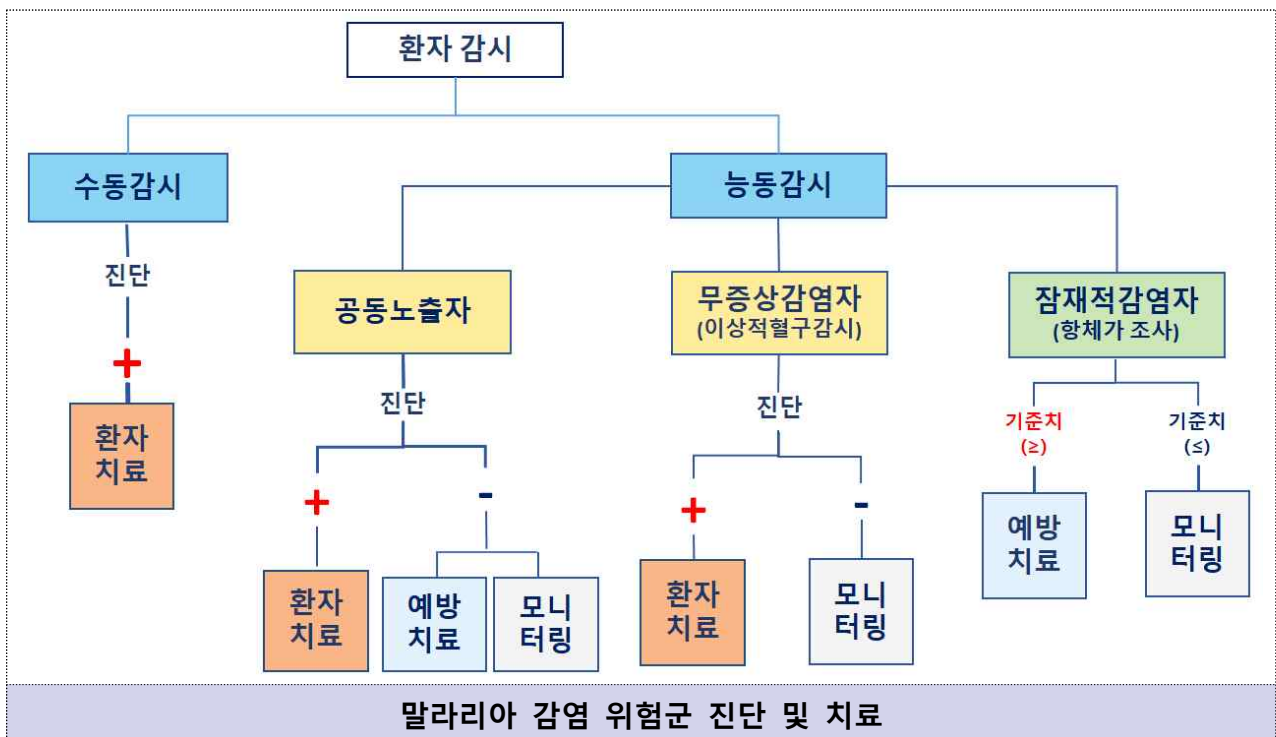 환자 감시
수동감시
능동감시
진단
+
환자
치료
공동노출자
진단
+
-
환자
치료
예방
치료
모니
터링
무증상감염자
(이상적혈구감시)
진단
+
-
환자
치료
모니
터링
잠재적감염자
(항체가 조사)
기준치
(≥)
기준치
(≤)
예방
치료
모니
터링
말라리아 감염 위험군 진단 및 치료